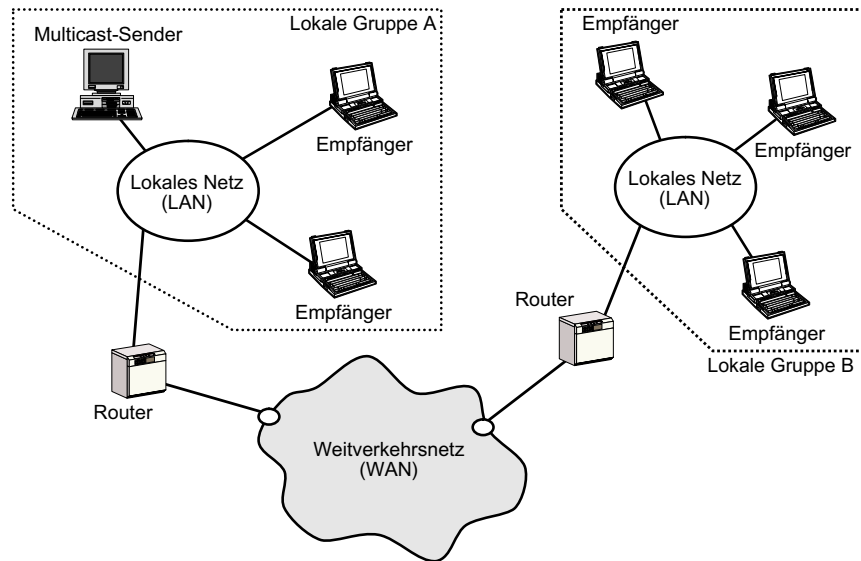 Lokale Gruppe A
Multicast-Sender
Empfänger
Lokales Netz
(LAN)
Empfänger
Router
Empfänger
Empfänger
Lokales Netz
(LAN)
Empfänger
Router
Lokale Gruppe B
Weitverkehrsnetz
(WAN)